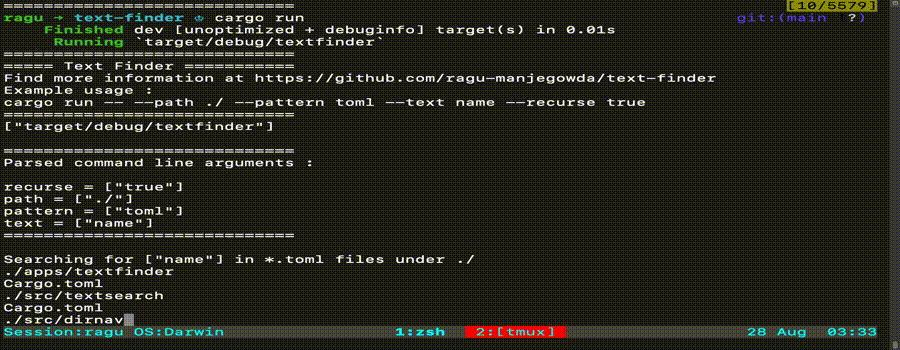 ============================= [10/5579]
ragu → text-finder cargo run git:(main ?)
Finished dev [unoptimized + debuginfo] target(s) in 0.01s
Running `target/debug/textfinder`
=============================
===== Text Finder ===========
Find more information at https://github.com/ragu-manjegowda/text-finder
Example usage :
cargo run -- --path ./ --pattern toml --text name --recurse true
=============================
["target/debug/textfinder"]
=============================
Parsed command line arguments :
recurse = ["true"]
path = ["./"]
pattern = ["toml"]
text = ["name"]
=============================
Searching for ["name"] in *.toml files under ./
./apps/textfinder
Cargo.toml
./src/textsearch
Cargo.toml
./src/dirnav
Session:ragu OS:Darwin 1:zsh 2:[tmux] 28 Aug 03:33